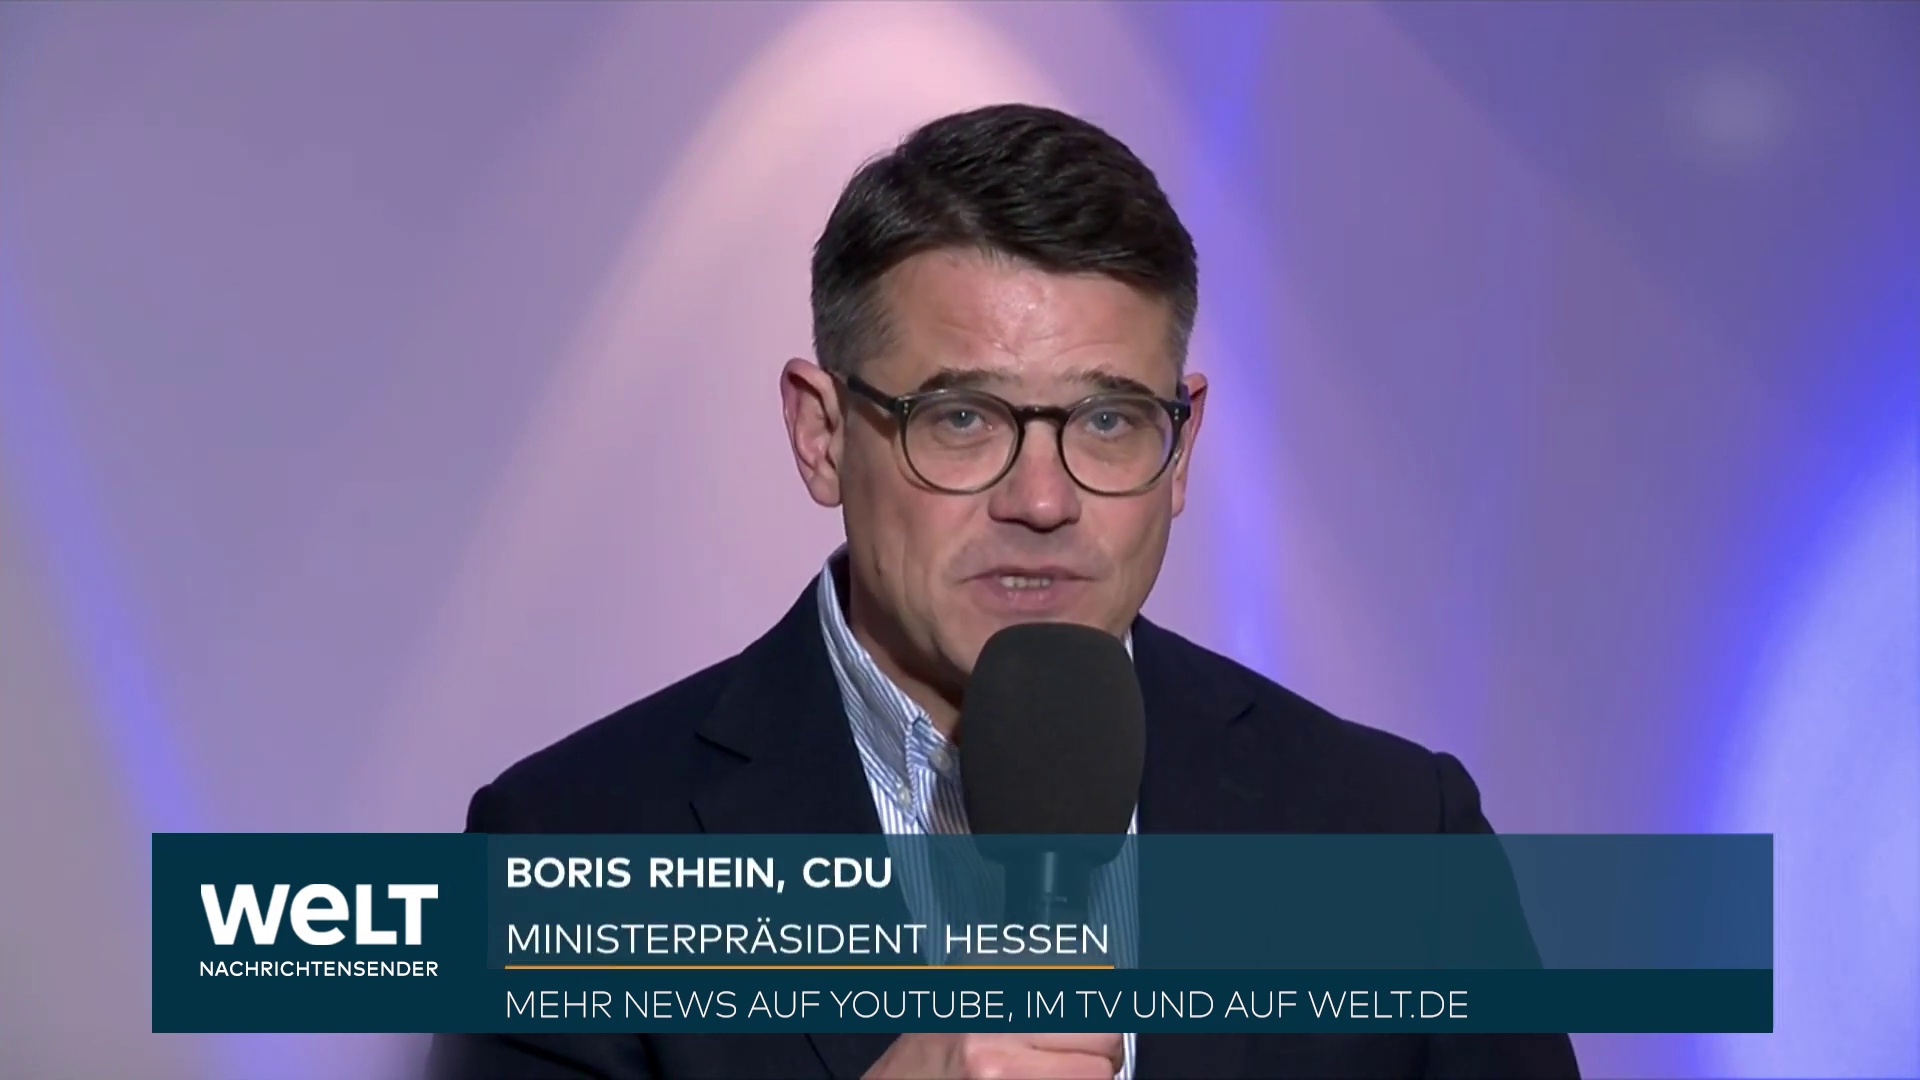 BORIS RHEIN, CDU
MINISTERPRÄSIDENT HESSEN
WELT
NACHRICHTENSENDER
MEHR NEWS AUF YOUTUBE, IM TV UND AUF WELT.DE